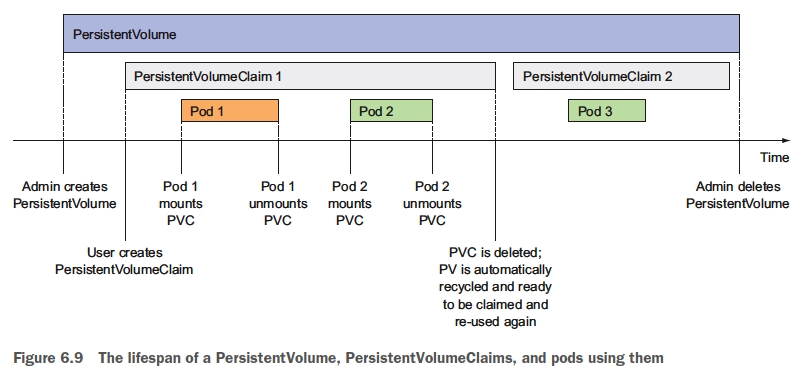 PersistentVolume
PersistentVolumeClaim 1
PersistentVolumeClaim 2
Pod 1
Pod 2
Pod 3
Time
Admin creates
PersistentVolume
Pod 1
mounts
PVC
Pod 1
unmounts
PVC
Pod 2
mounts
PVC
Pod 2
unmounts
PVC
Admin deletes
PersistentVolume
User creates
PersistentVolumeClaim
PVC is deleted;
PV is automatically
recycled and ready
to be claimed and
re-used again
Figure 6.9 The lifespan of a PersistentVolume, PersistentVolumeClaims, and pods using them